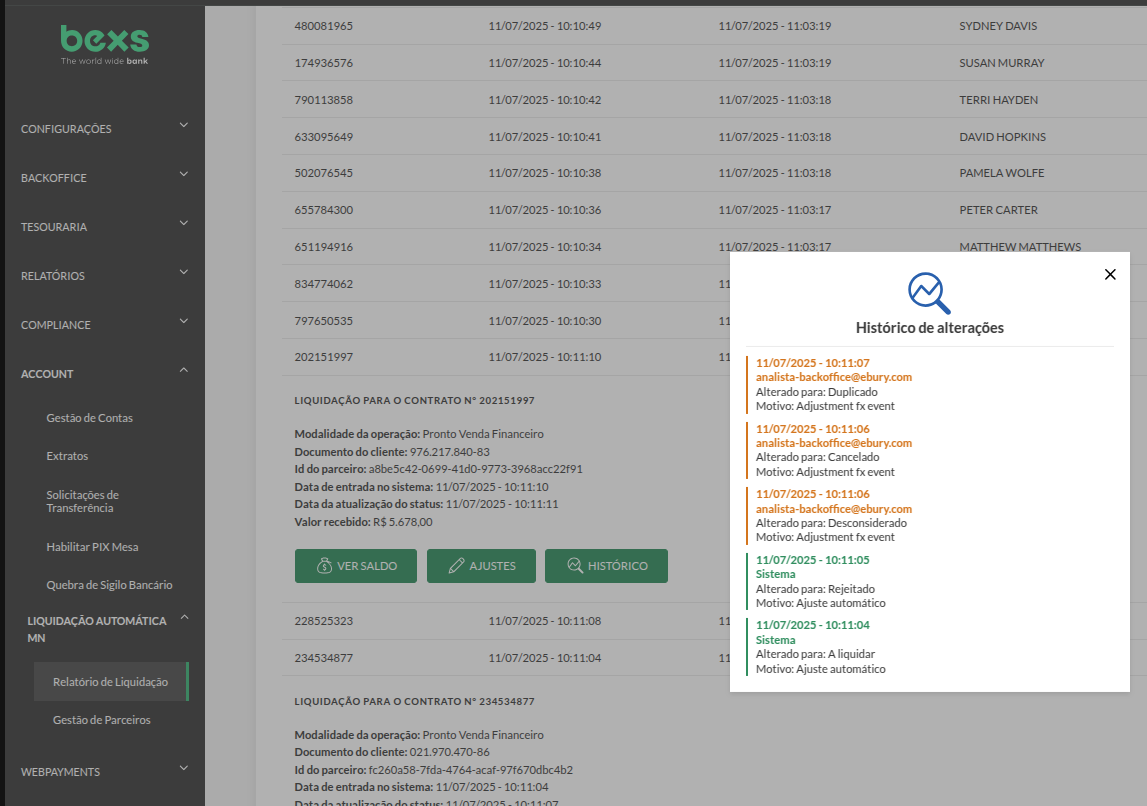 bexs
The world wide bank
CONFIGURAÇÕES
BACKOFFICE
TESOURARIA
RELATÓRIOS
COMPLIANCE
ACCOUNT
Gestão de Contas
Extratos
Solicitações de
Transferência
Habilitar PIX Mesa
Quebra de Sigilo Bancário
LIQUIDAÇÃO AUTOMÁTICA
MN
Relatório de Liquidação
Gestão de Parceiros
WEBPAYMENTS
480081965 11/07/2025 - 10:10:49 11/07/2025 - 11:03:19 SYDNEY DAVIS
174936576 11/07/2025 - 10:10:44 11/07/2025 - 11:03:19 SUSAN MURRAY
790113858 11/07/2025 - 10:10:42 11/07/2025 - 11:03:18 TERRI HAYDEN
633095649 11/07/2025 - 10:10:41 11/07/2025 - 11:03:18 DAVID HOPKINS
502076545 11/07/2025 - 10:10:38 11/07/2025 - 11:03:18 PAMELA WOLFE
655784300 11/07/2025 - 10:10:36 11/07/2025 - 11:03:17 PETER CARTER
651194916 11/07/2025 - 10:10:34 11/07/2025 - 11:03:17 MATTHEW MATTHEWS
834774062 11/07/2025 - 10:10:33 11
797650535 11/07/2025 - 10:10:30 11
202151997 11/07/2025 - 10:11:10 11
LIQUIDAÇÃO PARA O CONTRATO Nº 202151997
Modalidade da operação: Pronto Venda Financeiro
Documento do cliente: 976.217.840-83
Id do parceiro: a8be5c42-0699-41d0-9773-3968acc22f91
Data de entrada no sistema: 11/07/2025 - 10:11:10
Data da atualização do status: 11/07/2025 - 10:11:11
Valor recebido: R$ 5.678,00
VER SALDO AJUSTES HISTÓRICO
228525323 11/07/2025 - 10:11:08 11
234534877 11/07/2025 - 10:11:04 11
LIQUIDAÇÃO PARA O CONTRATO Nº 234534877
Modalidade da operação: Pronto Venda Financeiro
Documento do cliente: 021.970.470-86
Id do parceiro: fc260a58-7fda-4764-acaf-97f670dbc4b2
Data de entrada no sistema: 11/07/2025 - 10:11:04
Data da atualização do status: 11/07/2025 - 10:11:07
Histórico de alterações
11/07/2025 - 10:11:07
analista-backoffice@ebury.com
Alterado para: Duplicado
Motivo: Adjustment fx event
11/07/2025 - 10:11:06
analista-backoffice@ebury.com
Alterado para: Cancelado
Motivo: Adjustment fx event
11/07/2025 - 10:11:06
analista-backoffice@ebury.com
Alterado para: Desconsiderado
Motivo: Adjustment fx event
11/07/2025 - 10:11:05
Sistema
Alterado para: Rejeitado
Motivo: Ajuste automático
11/07/2025 - 10:11:04
Sistema
Alterado para: A liquidar
Motivo: Ajuste automático